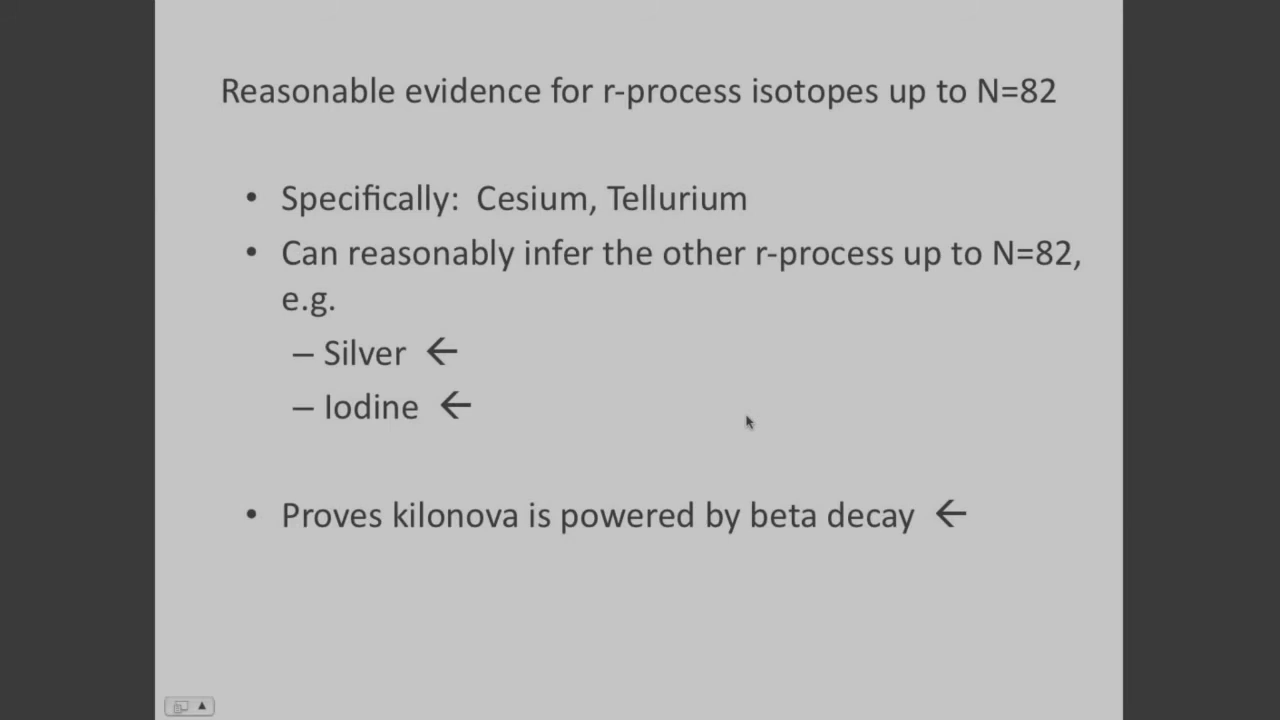 Reasonable evidence for r-process isotopes up to N=82
• Specifically: Cesium, Tellurium
• Can reasonably infer the other r-process up to N=82,
e.g.
– Silver ←
– Iodine ←
• Proves kilonova is powered by beta decay ←